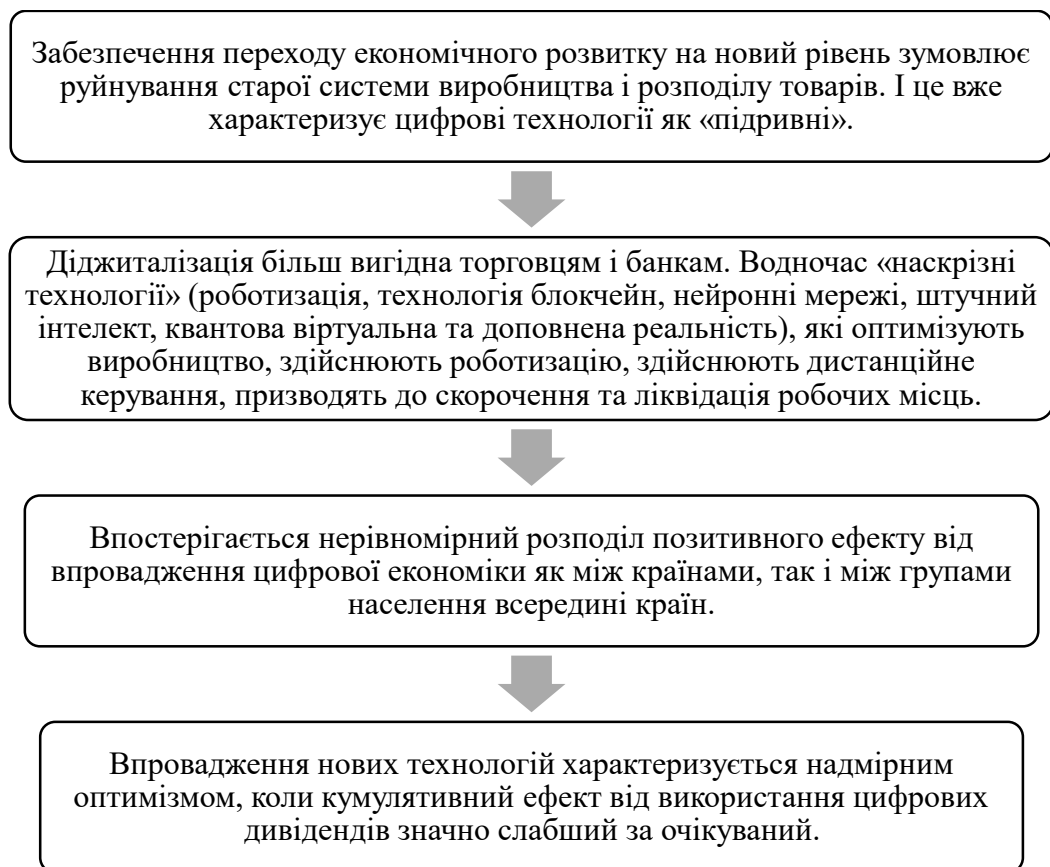 Забезпечення переходу економічного розвитку на новий рівень зумовлює
руйнування старої системи виробництва і розподілу товарів. І це вже
характеризує цифрові технології як «підривні».
Діджиталізація більш вигідна торговцям і банкам. Водночас «наскрізні
технології» (роботизація, технологія блокчейн, нейронні мережі, штучний
інтелект, квантова віртуальна та доповнена реальність), які оптимізують
виробництво, здійснюють роботизацію, здійснюють дистанційне
керування, призводять до скорочення та ліквідація робочих місць.
Впостерігається нерівномірний розподіл позитивного ефекту від
впровадження цифрової економіки як між країнами, так і між групами
населення всередині країн.
Впровадження нових технологій характеризується надмірним
оптимізмом, коли кумулятивний ефект від використання цифрових
дивідендів значно слабший за очікуваний.